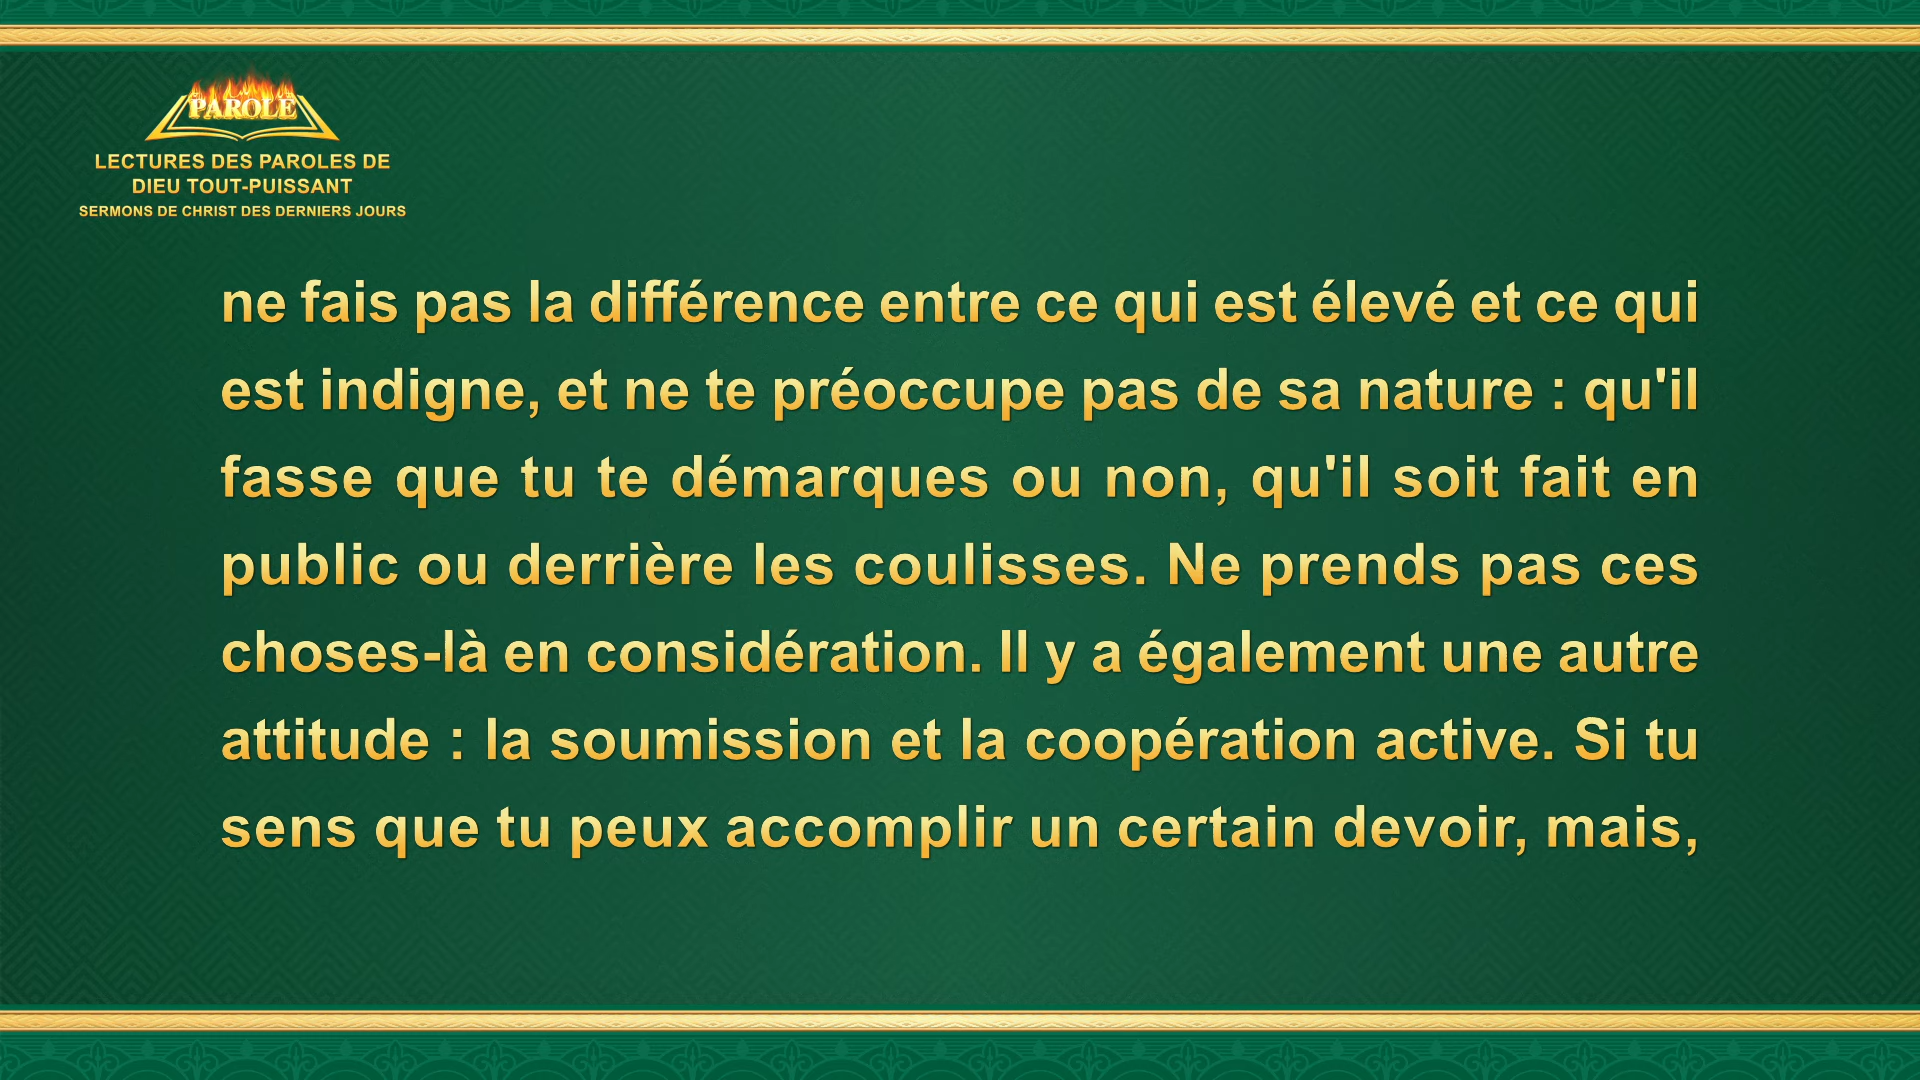 PAROLE
LECTURES DES PAROLES DE
DIEU TOUT-PUISSANT
SERMONS DE CHRIST DES DERNIERS JOURS
ne fais pas la différence entre ce qui est élevé et ce qui
est indigne, et ne te préoccupe pas de sa nature : qu'il
fasse que tu te démarques ou non, qu'il soit fait en
public ou derrière les coulisses. Ne prends pas ces
choses-là en considération. Il y a également une autre
attitude : la soumission et la coopération active. Si tu
sens que tu peux accomplir un certain devoir, mais,